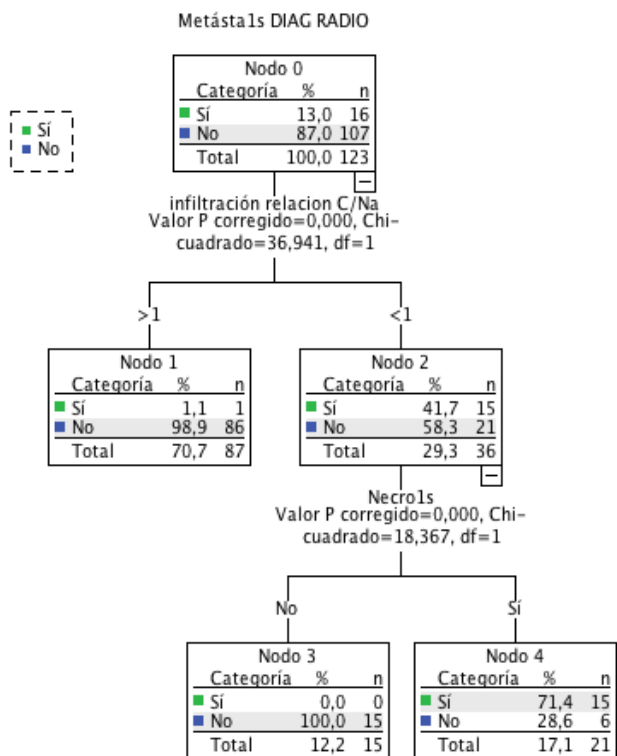 Metásta1s DIAG RADIO
Sí
No
Nodo 0
Categoría % n
Sí 13,0 16
No 87,0 107
Total 100,0 123
infiltración relacion C/Na
Valor P corregido=0,000, Chi-
cuadrado=36,941, df=1
>1
<1
Nodo 1
Categoría % n
Sí 1,1 1
No 98,9 86
Total 70,7 87
Nodo 2
Categoría % n
Sí 41,7 15
No 58,3 21
Total 29,3 36
Necro1s
Valor P corregido=0,000, Chi-
cuadrado=18,367, df=1
No
Sí
Nodo 3
Categoría % n
Sí 0,0 0
No 100,0 15
Total 12,2 15
Nodo 4
Categoría % n
Sí 71,4 15
No 28,6 6
Total 17,1 21